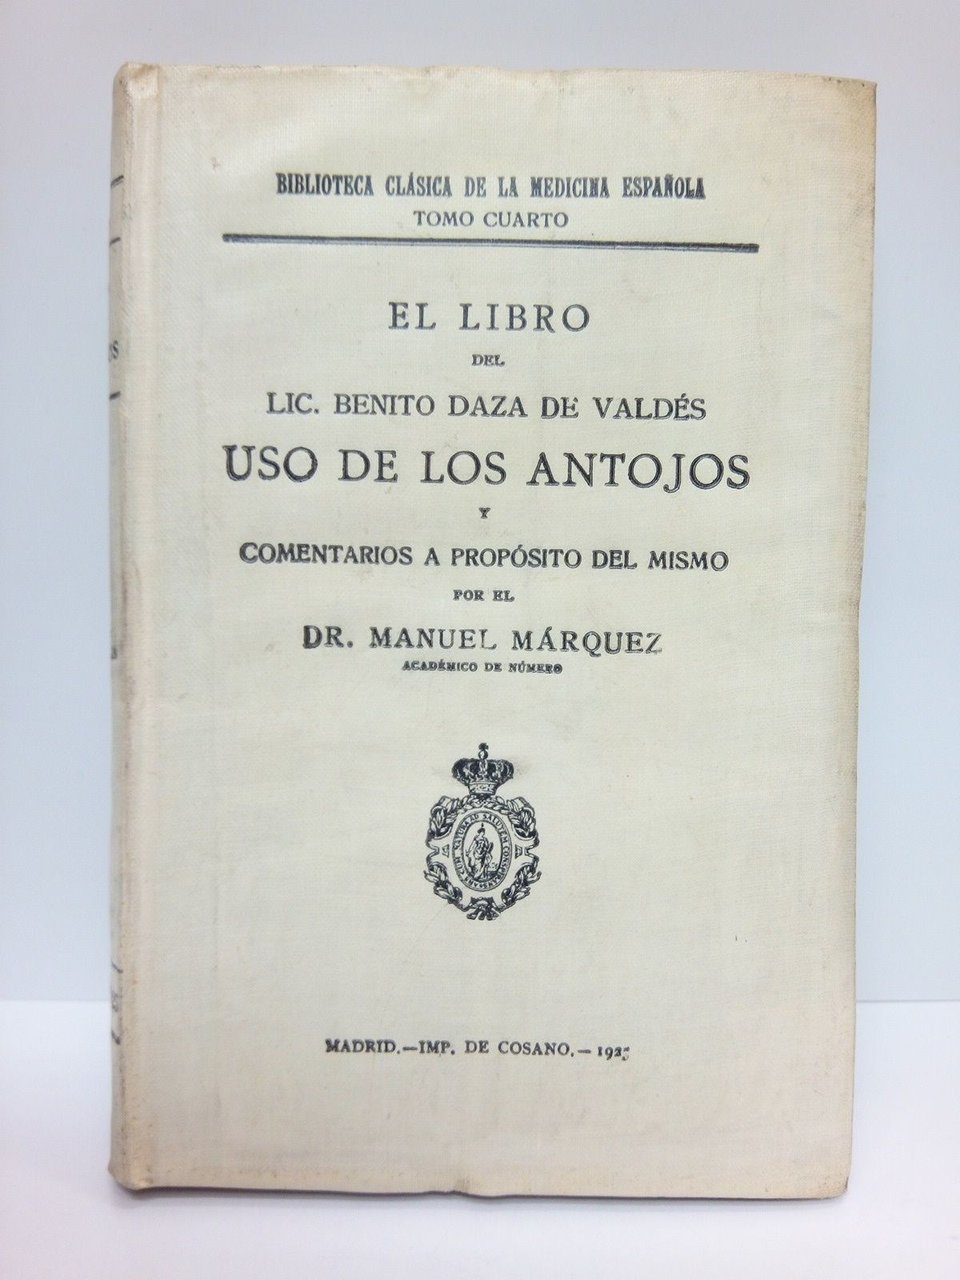 BIBLIOTECA CLÁSICA DE LA MEDICINA ESPAÑOLA
TOMO CUARTO
EL LIBRO
DEL
LIC. BENITO DAZA DE VALDÉS
USO DE LOS ANTOJOS
Y
COMENTARIOS A PROPÓSITO DEL MISMO
POR EL
DR. MANUEL MÁRQUEZ
ACADÉMICO DE NÚMERO
MADRID.—IMP. DE COSANO.—